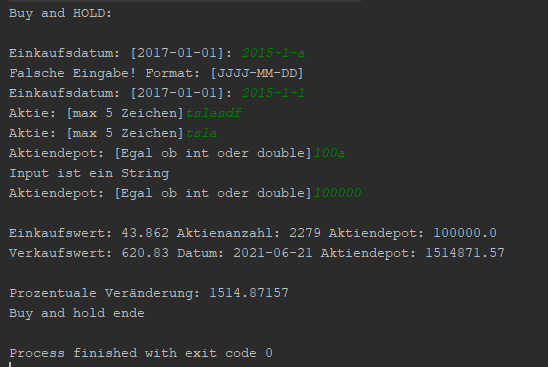 Buy and HOLD:
Einkaufsdatum: [2017-01-01]: 2015-1-a
Falsche Eingabe! Format: [JJJJ-MM-DD]
Einkaufsdatum: [2017-01-01]: 2015-1-1
Aktie: [max 5 Zeichen]tslasdf
Aktie: [max 5 Zeichen]tsla
Aktiendepot: [Egal ob int oder double]100a
Input ist ein String
Aktiendepot: [Egal ob int oder double]100000
Einkaufswert: 43.862 Aktienanzahl: 2279 Aktiendepot: 100000.0
Verkaufswert: 620.83 Datum: 2021-06-21 Aktiendepot: 1514871.57
Prozentuale Veränderung: 1514.87157
Buy and hold ende
Process finished with exit code 0